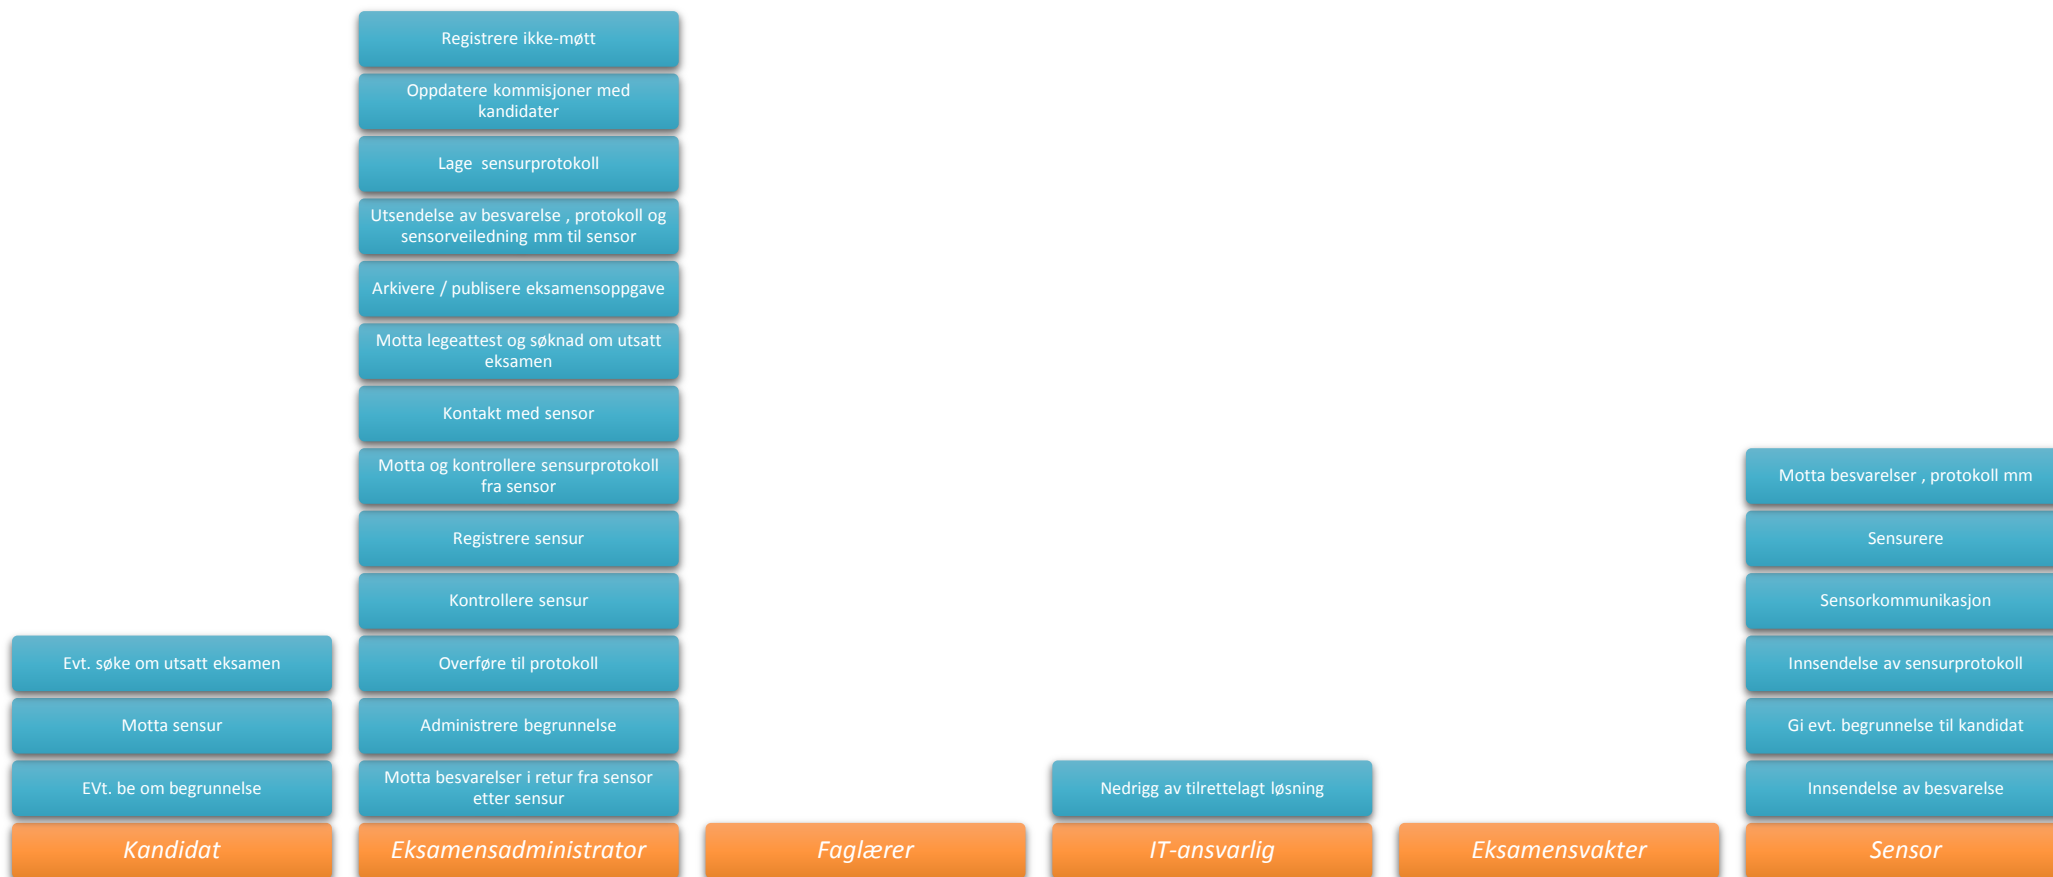 Registrere ikke-møtt
Oppdatere kommisjoner med
kandidater
Lage  sensurprotokoll
Utsendelse av besvarelse , protokoll og
sensorveiledning mm til sensor
Arkivere / publisere eksamensoppgave
Motta legeattest og søknad om utsatt
eksamen
Kontakt med sensor
Motta og kontrollere sensurprotokoll
fra sensor
Registrere sensur
Kontrollere sensur
Overføre til protokoll
Administrere begrunnelse
Motta besvarelser i retur fra sensor
etter sensur
Eksamensadministrator
Evt. søke om utsatt eksamen
Motta sensur
EVt. be om begrunnelse
Kandidat
Faglærer
Nedrigg av tilrettelagt løsning
IT-ansvarlig
Eksamensvakter
Motta besvarelser , protokoll mm
Sensurere
Sensorkommunikasjon
Innsendelse av sensurprotokoll
Gi evt. begrunnelse til kandidat
Innsendelse av besvarelse
Sensor